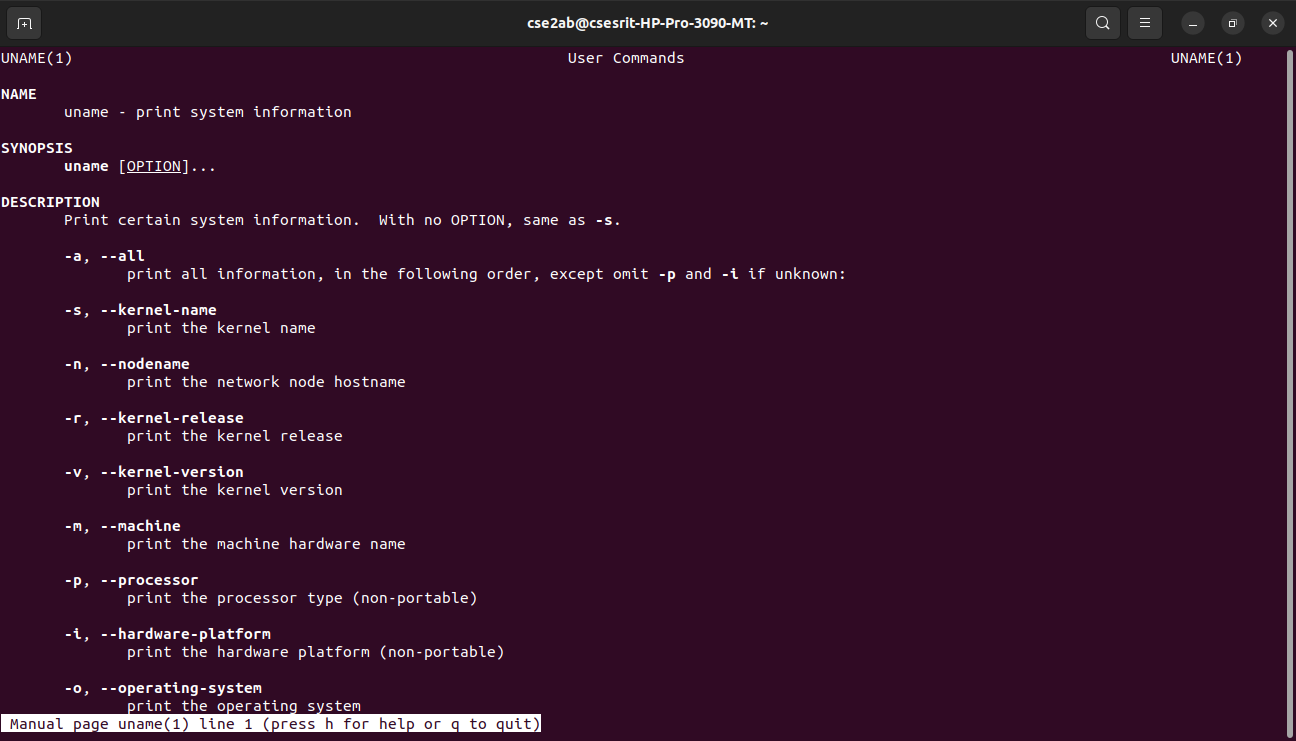 cse2ab@csesrit-HP-Pro-3090-MT: ~
UNAME(1) User Commands UNAME(1)
NAME
uname - print system information
SYNOPSIS
uname [OPTION]...
DESCRIPTION
Print certain system information.  With no OPTION, same as -s.
-a, --all
print all information, in the following order, except omit -p and -i if unknown:
-s, --kernel-name
print the kernel name
-n, --nodename
print the network node hostname
-r, --kernel-release
print the kernel release
-v, --kernel-version
print the kernel version
-m, --machine
print the machine hardware name
-p, --processor
print the processor type (non-portable)
-i, --hardware-platform
print the hardware platform (non-portable)
-o, --operating-system
print the operating system
Manual page uname(1) line 1 (press h for help or q to quit)